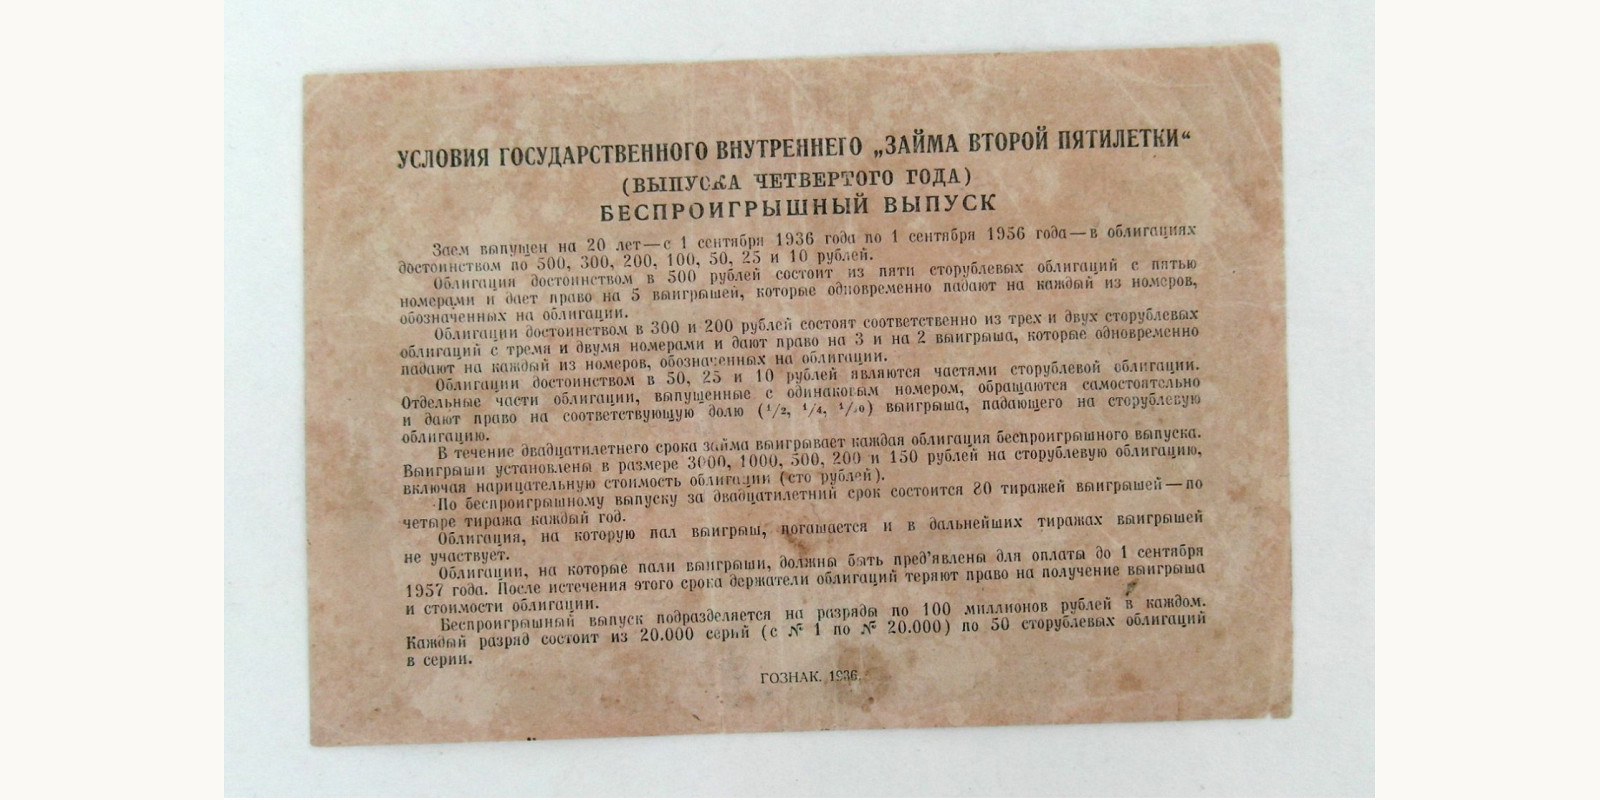 УСЛОВИЯ ГОСУДАРСТВЕННОГО ВНУТРЕННЕГО „ЗАЙМА ВТОРОЙ ПЯТИЛЕТКИ“
(ВЫПУСКА ЧЕТВЕРТОГО ГОДА)
БЕСПРОИГРЫШНЫЙ ВЫПУСК
Заем выпущен на 20 лет—с 1 сентября 1936 года по 1 сентября 1956 года—в облигациях
достоинством по 500, 300, 200, 100, 50, 25 и 10 рублей.
Облигация достоинством в 500 рублей состоит из пяти сторублевых облигаций с пятью
номерами и дает право на 5 выигрышей, которые одновременно падают на каждый из номеров,
обозначенных на облигации.
Облигации достоинством в 300 и 200 рублей состоят соответственно из трех и двух сторублевых
облигаций с тремя и двумя номерами и дают право на 3 и на 2 выигрыша, которые одновременно
падают на каждый из номеров, обозначенных на облигации.
Облигации достоинством в 50, 25 и 10 рублей являются частями сторублевой облигации.
Отдельные части облигации, выпущенные с одинаковым номером, обращаются самостоятельно
и дают право на соответствующую долю (1/2, 1/4, 1/10) выигрыша, падающего на сторублевую
облигацию.
В течение двадцатилетнего срока займа выигрывает каждая облигация беспроигрышного выпуска.
Выигрыши установлены в размере 3000, 1000, 500, 200 и 150 рублей на сторублевую облигацию,
включая нарицательную стоимость облигации (сто рублей).
По беспроигрышному выпуску за двадцатилетний срок состоится 80 тиражей выигрышей—по
четыре тиража каждый год.
Облигация, на которую пал выигрыш, погашается и в дальнейших тиражах выигрышей
не участвует.
Облигации, на которые пали выигрыши, должны быть пред'явлены для оплаты до 1 сентября
1957 года. После истечения этого срока держатели облигаций теряют право на получение выигрыша
и стоимости облигации.
Беспроигрышный выпуск подразделяется на разряды по 100 миллионов рублей в каждом.
Каждый разряд состоит из 20.000 серий (с № 1 по № 20.000) по 50 сторублевых облигаций
в серии.
ГОЗНАК. 1936.